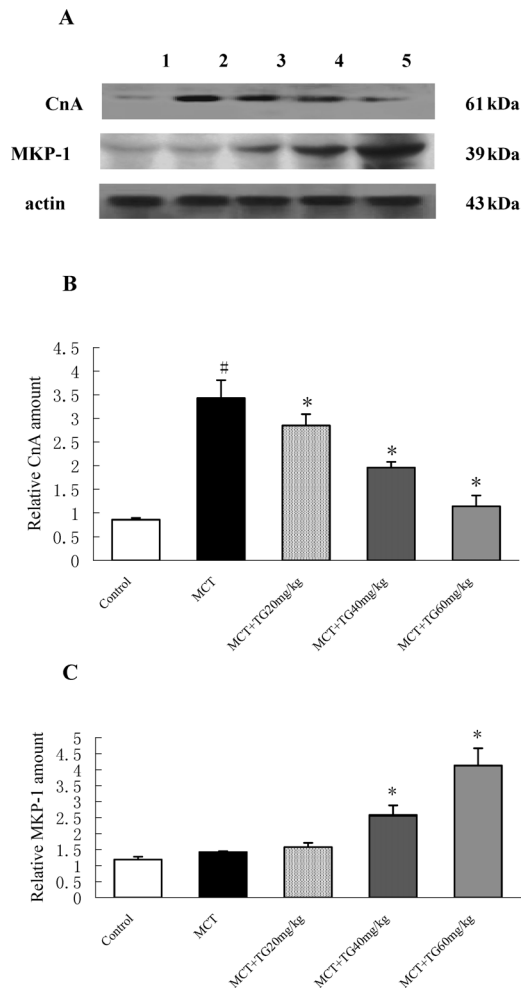 A
1 2 3 4 5
CnA 61 kDa
MKP-1 39 kDa
actin 43 kDa
B
Relative CnA amount
4.5
4
3.5
3
2.5
2
1.5
1
0.5
0
#
*
*
*
Control
MCT
MCT+TG20mg/kg
MCT+TG40mg/kg
MCT+TG60mg/kg
C
Relative MKP-1 amount
5
4.5
4
3.5
3
2.5
2
1.5
1
0.5
0
*
*
Control
MCT
MCT+TG20mg/kg
MCT+TG40mg/kg
MCT+TG60mg/kg